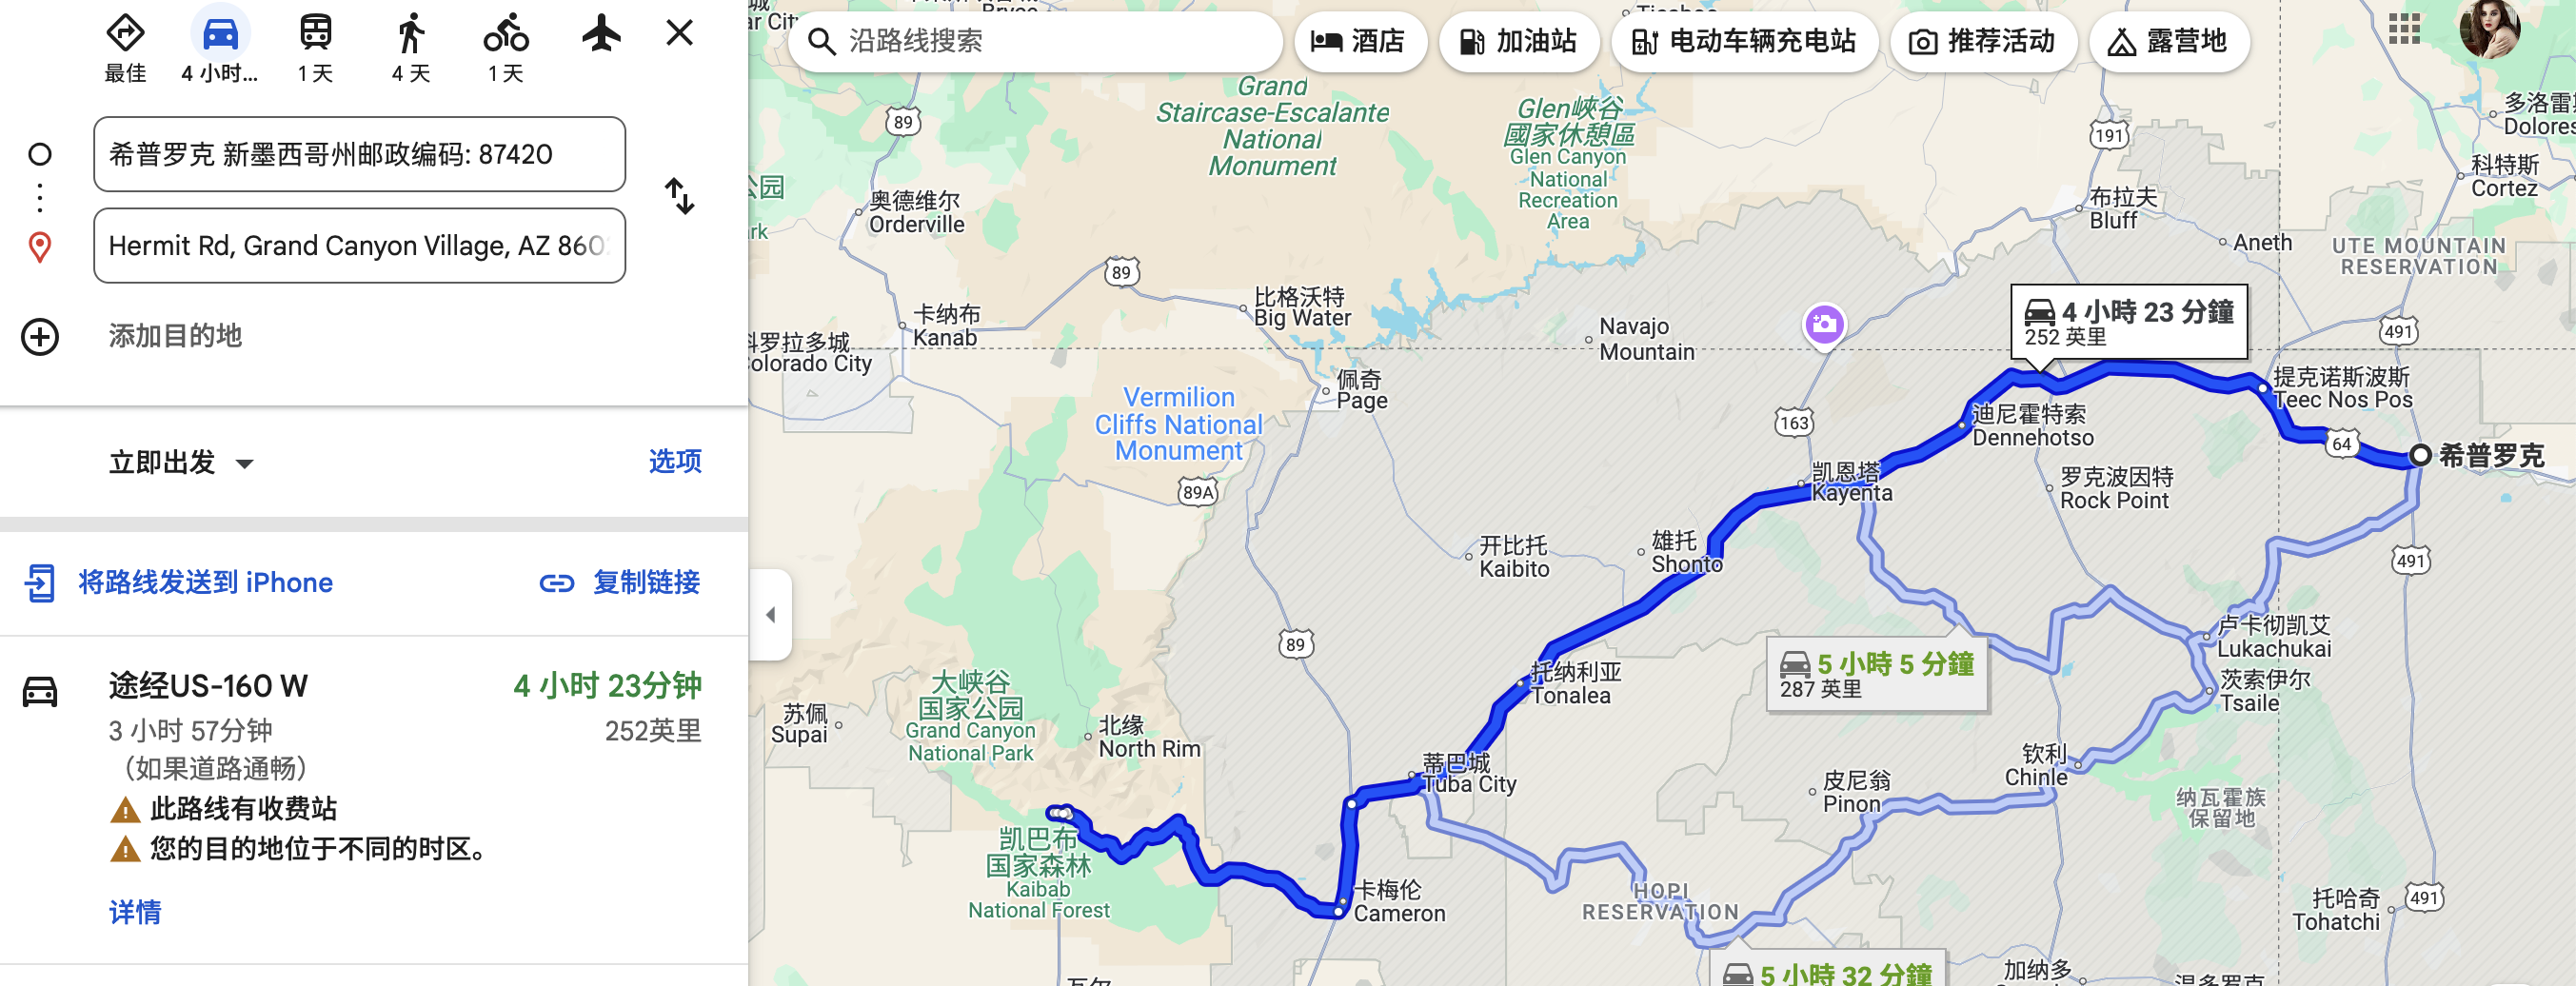 最佳
4 小时...
1 天
4 天
1 天
希普罗克 新墨西哥州邮政编码: 87420
Hermit Rd, Grand Canyon Village, AZ 860
添加目的地
立即出发
选项
将路线发送到 iPhone
复制链接
途经US-160 W
4 小时 23分钟
3 小时 57分钟
252英里
（如果道路通畅）
此路线有收费站
您的目的地位于不同的时区。
详情
沿路线搜索
酒店
加油站
电动车辆充电站
推荐活动
露营地
Grand
Staircase-Escalante
National
Monument
Glen峡谷
國家休憩區
Glen Canyon
National
Recreation
Area
89
191
多洛雷
Dolores
科特斯
Cortez
奥德维尔
Orderville
布拉夫
Bluff
Aneth
UTE MOUNTAIN
RESERVATION
89
比格沃特
Big Water
卡纳布
Kanab
科罗拉多城
Colorado City
Navajo
Mountain
4 小時 23 分鐘
252 英里
491
佩奇
Page
Vermilion
Cliffs National
Monument
163
迪尼霍特索
Dennehotso
提克诺斯波斯
Teec Nos Pos
64
希普罗克
89A
凯恩塔
Kayenta
罗克波因特
Rock Point
开比托
Kaibito
雄托
Shonto
491
89
卢卡彻凯艾
Lukachukai
5 小時 5 分鐘
287 英里
托纳利亚
Tonalea
茨索伊尔
Tsaile
大峡谷
国家公园
Grand Canyon
National Park
苏佩
Supai
北缘
North Rim
蒂巴城
Tuba City
钦利
Chinle
皮尼翁
Pinon
纳瓦霍族
保留地
凯巴布
国家森林
Kaibab
National Forest
卡梅伦
Cameron
HOPI
RESERVATION
托哈奇
Tohatchi
491
5 小時 32 分鐘
加纳多